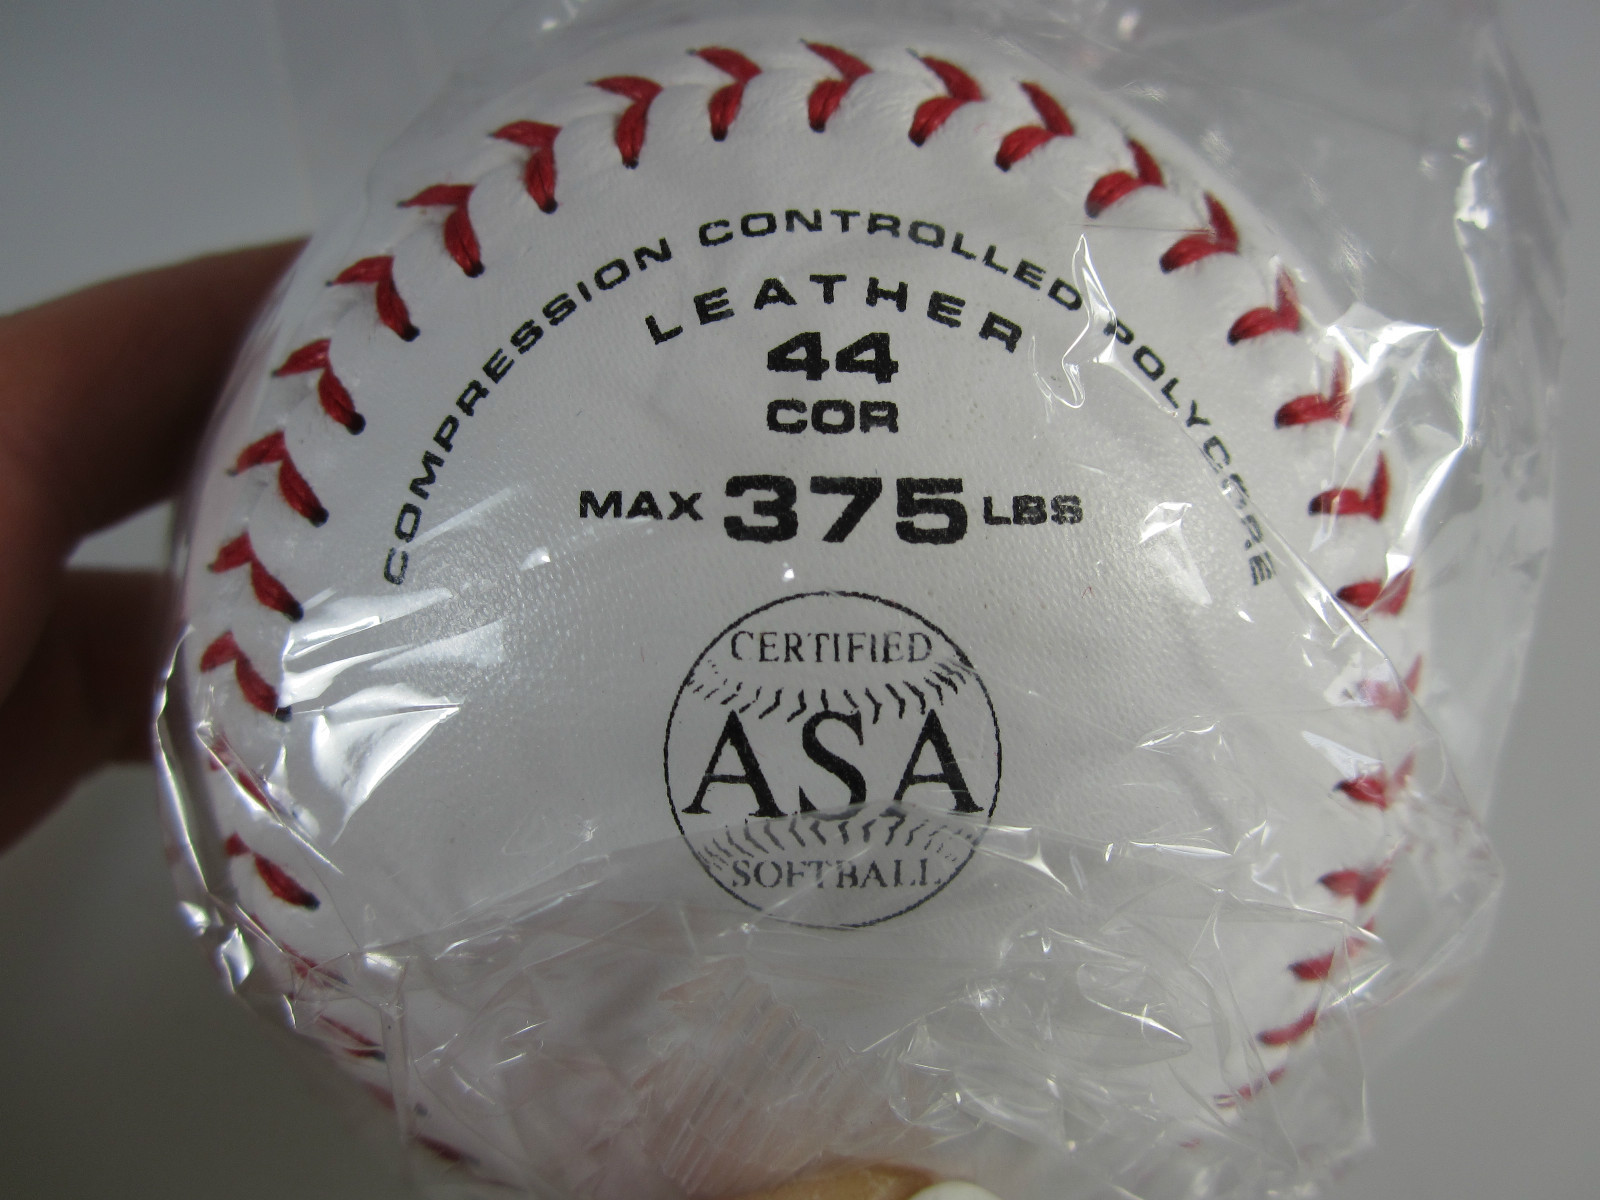 COMPRESSION CONTROLLED POLYCORE
LEATHER
44
COR
MAX 375 LBS
CERTIFIED
ASA
SOFTBALL